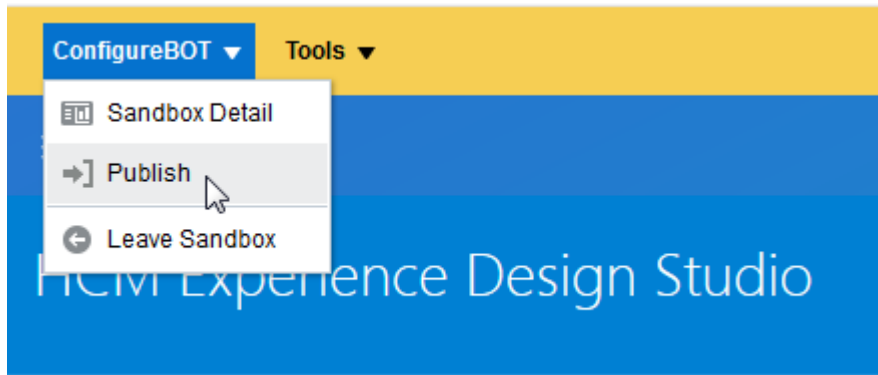 ConfigureBOT Tools
Sandbox Detail
Publish
Leave Sandbox
HCM Experience Design Studio